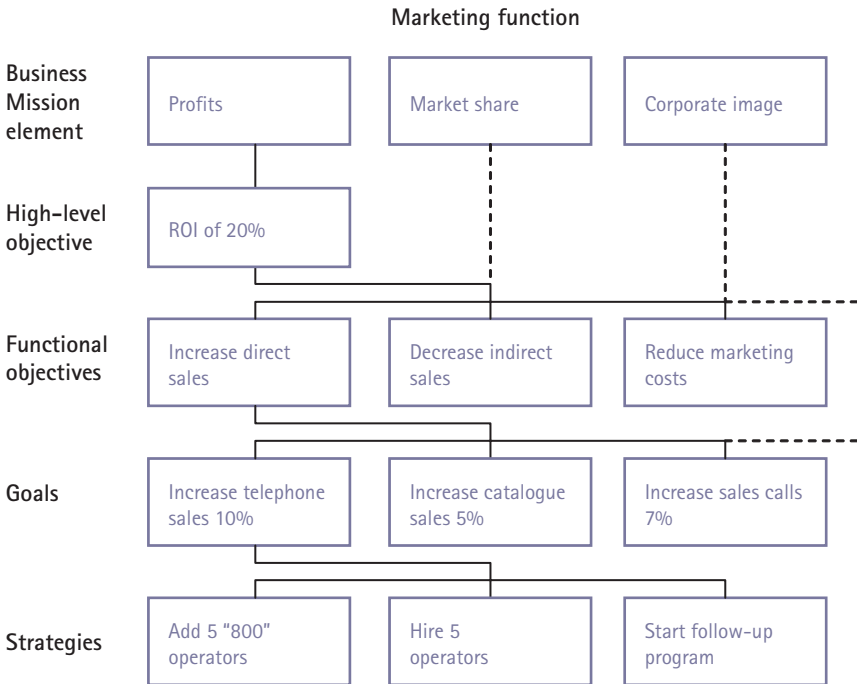 Marketing function
Business
Mission
element
Profits
Market share
Corporate image
High-level
objective
ROI of 20%
Functional
objectives
Increase direct
sales
Decrease indirect
sales
Reduce marketing
costs
Goals
Increase telephone
sales 10%
Increase catalogue
sales 5%
Increase sales calls
7%
Strategies
Add 5 “800”
operators
Hire 5
operators
Start follow-up
program